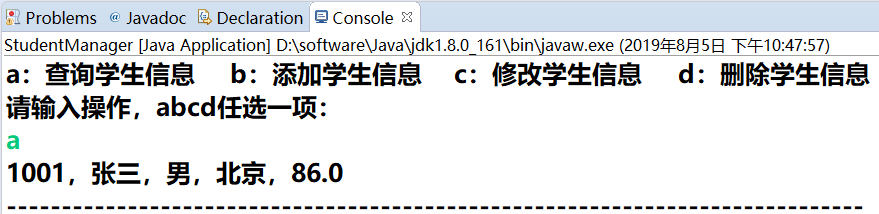 Problems @ Javadoc Declaration Console
StudentManager [Java Application] D:\software\Java\jdk1.8.0_161\bin\javaw.exe (2019年8月5日 下午10:47:57)
a：查询学生信息 b：添加学生信息 c：修改学生信息 d：删除学生信息
请输入操作，abcd任选一项：
a
1001，张三，男，北京，86.0
--------------------------------------------------------------------------------